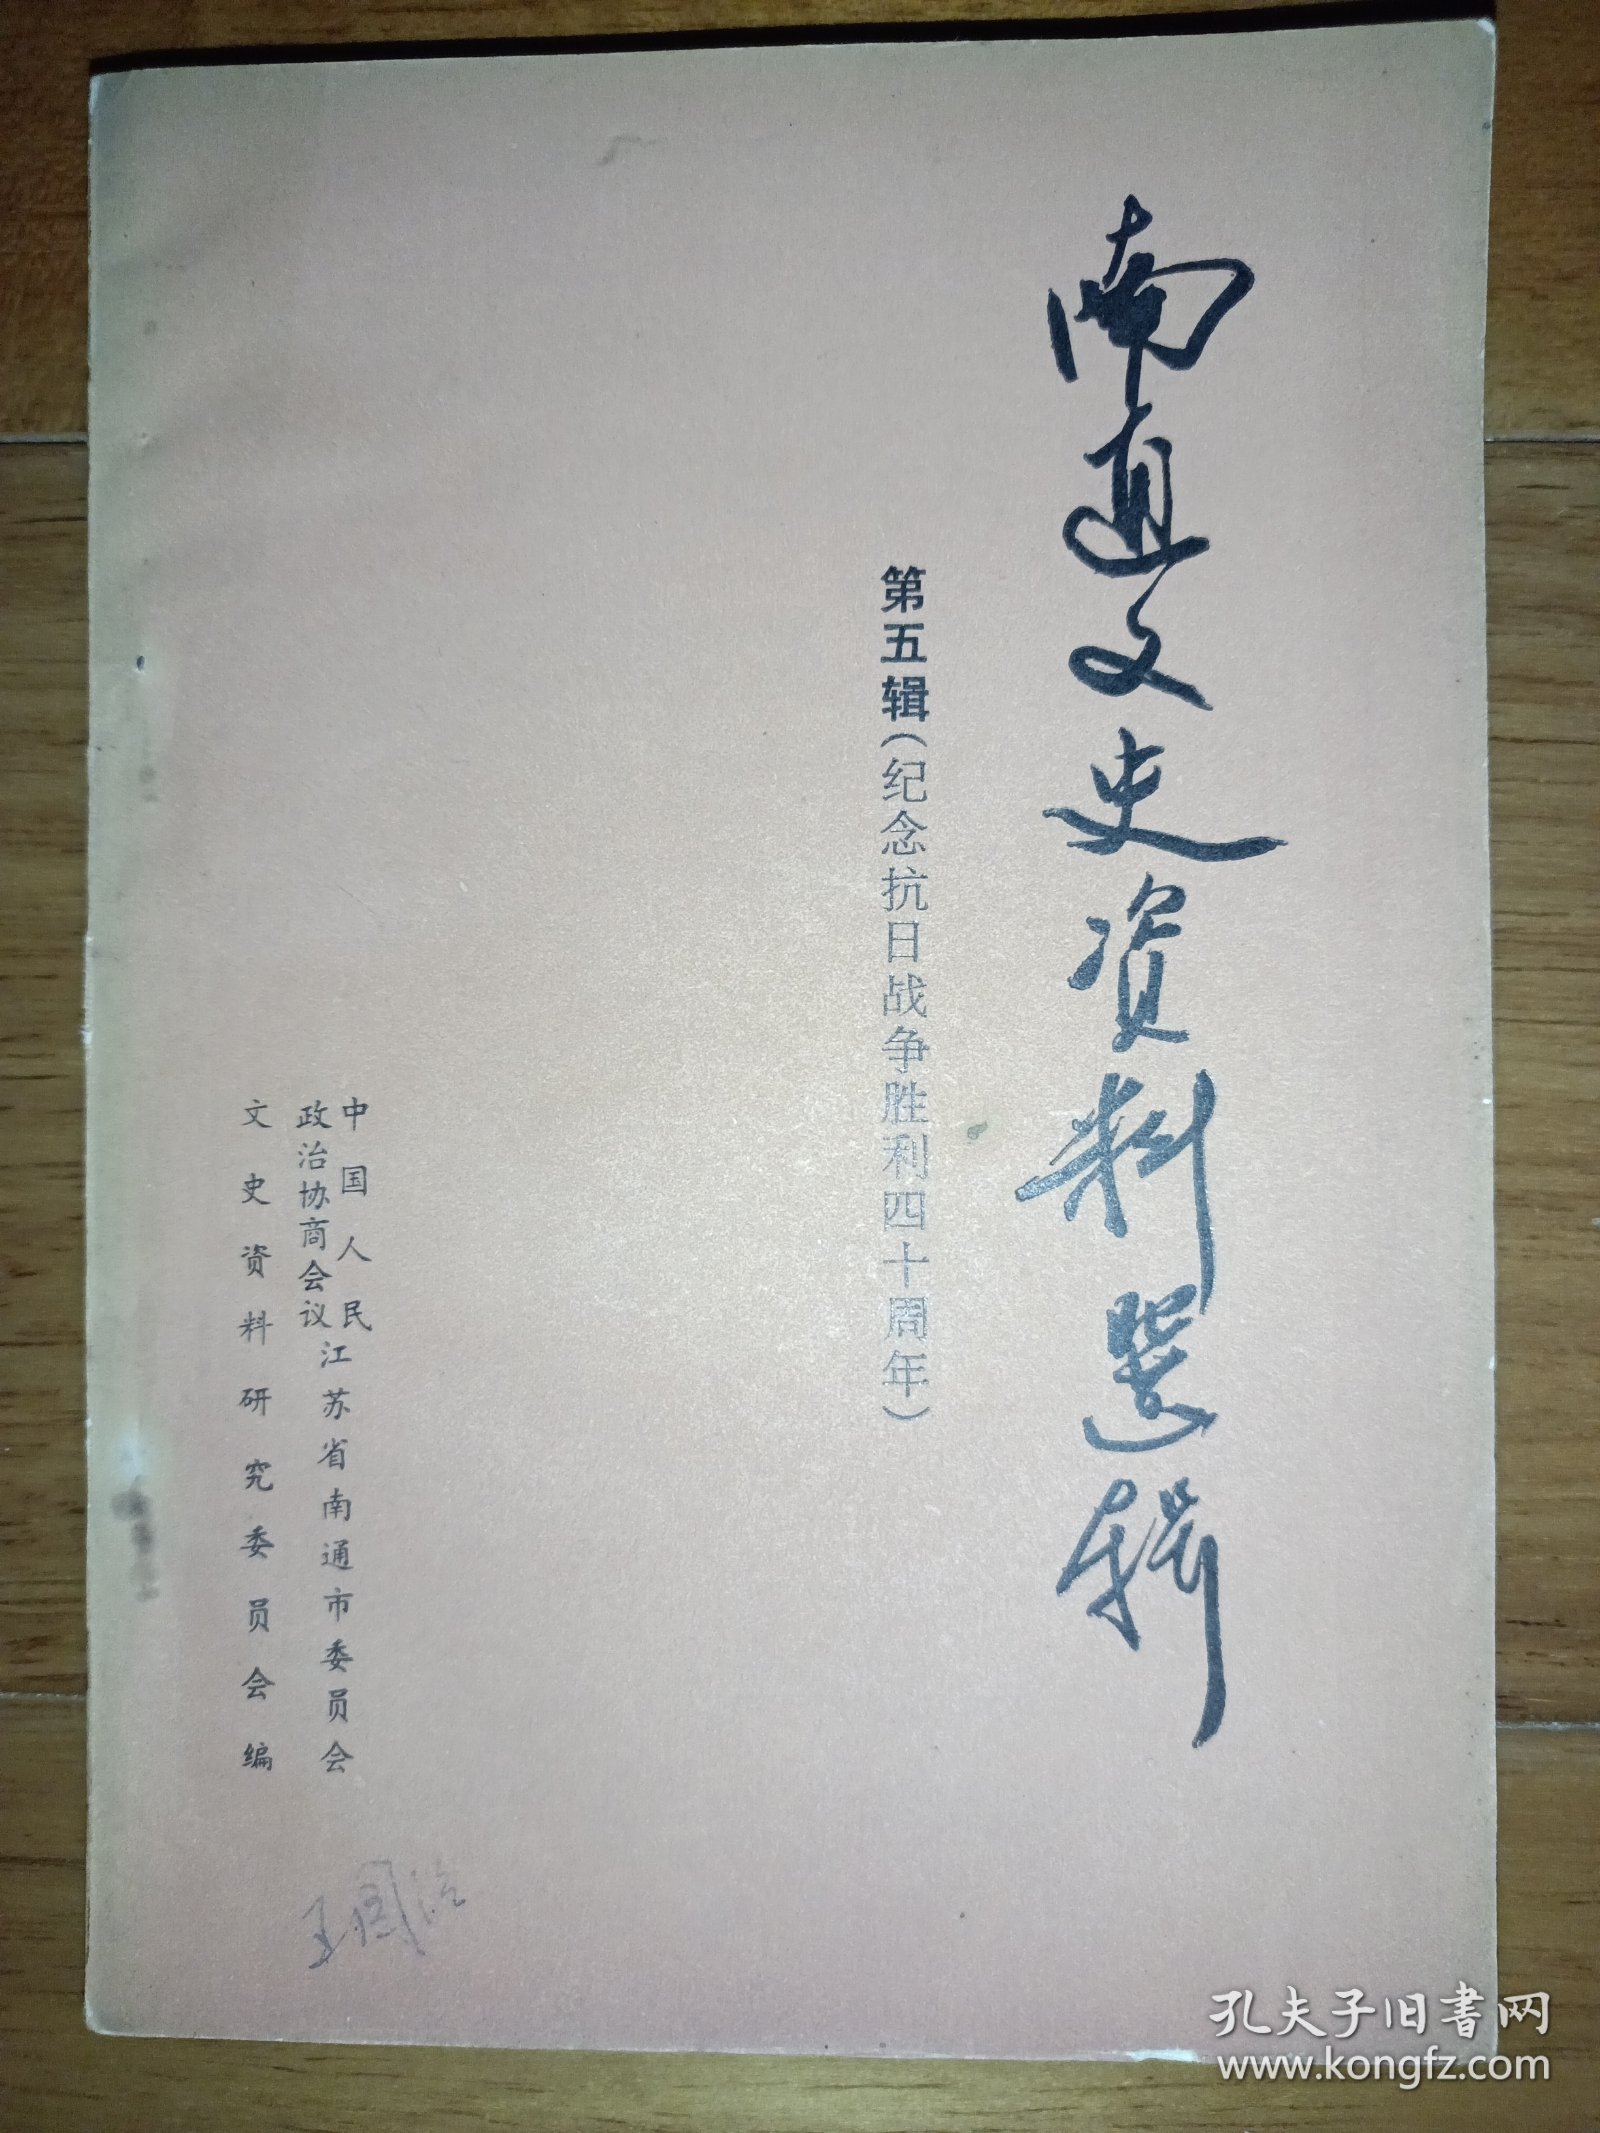 南通文史资料选辑
第五辑（纪念抗日战争胜利四十周年）
中国人民
政治协商会议
江苏省南通市委员会
文史资料研究委员会编
孔夫子旧书网
www.kongfz.com